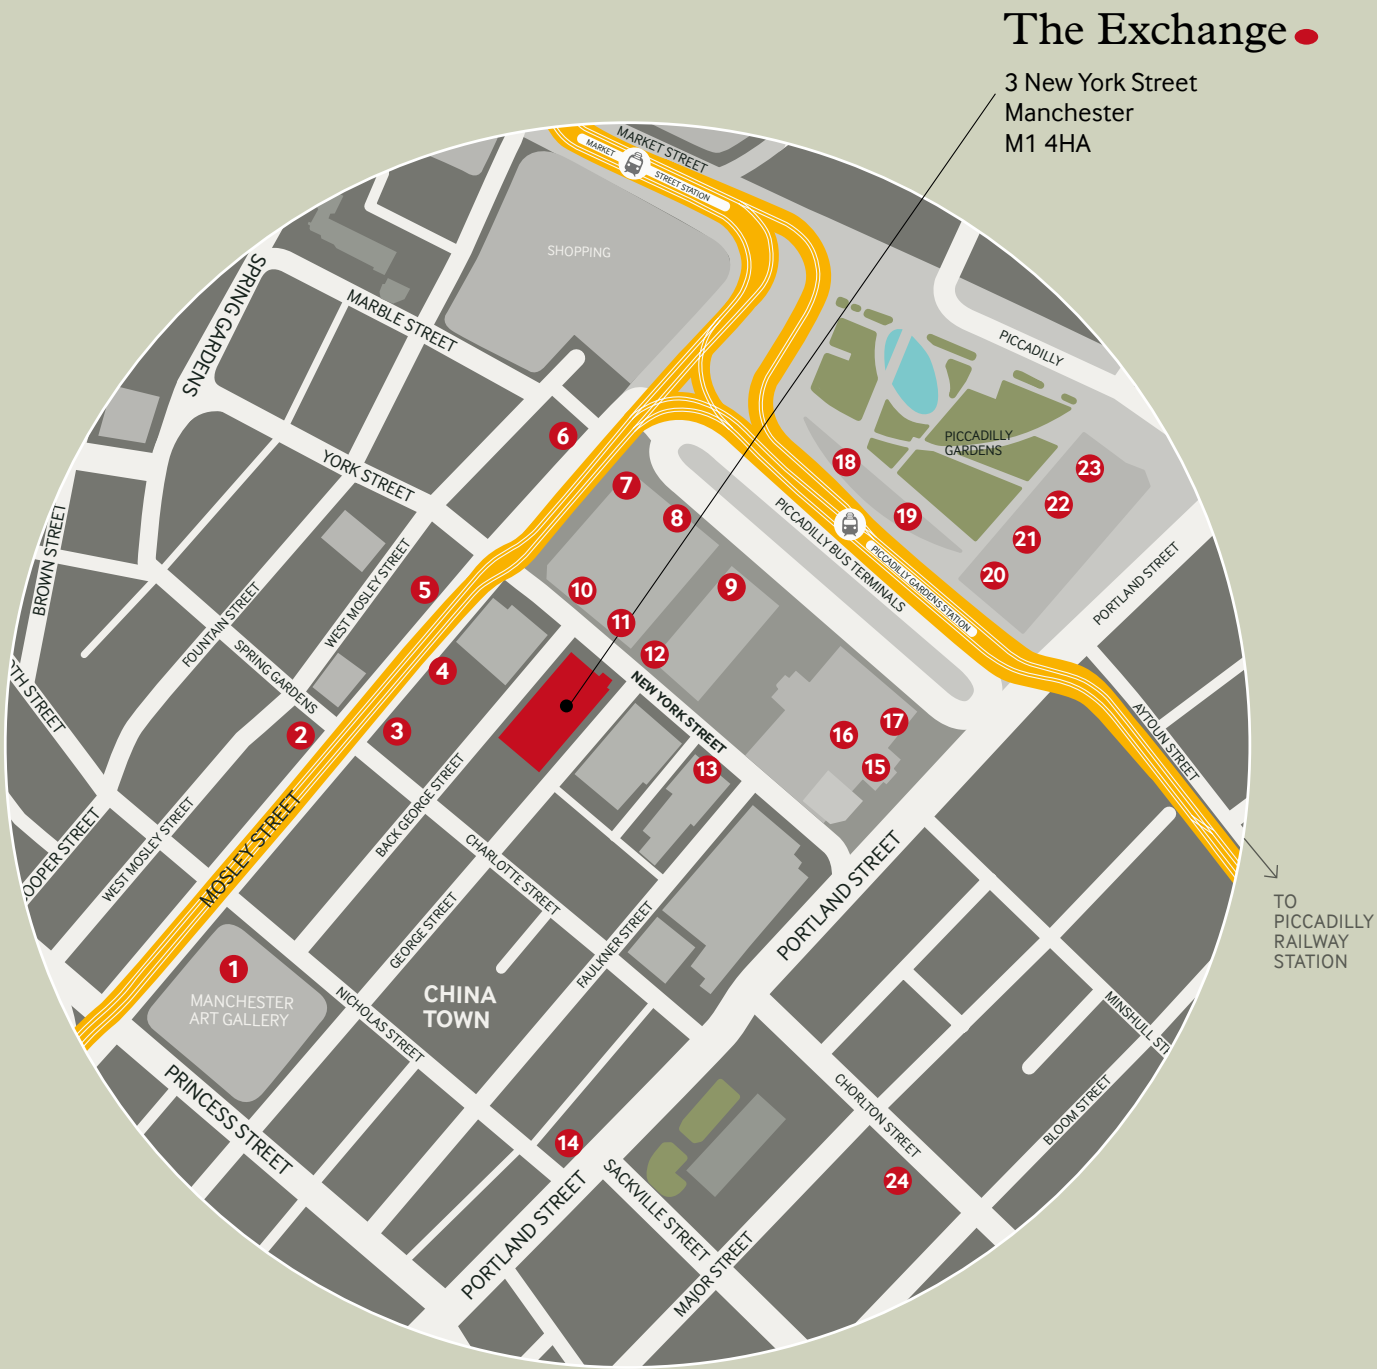 The Exchange
3 New York Street
Manchester
M1 4HA
MARKET STREET
MARKET
STREET STATION
SHOPPING
SPRING GARDENS
MARBLE STREET
PICCADILLY
6
YORK STREET
PICCADILLY
GARDENS
18
23
7
22
8
19
21
BROWN STREET
WEST MOSLEY STREET
5
10
9
PICCADILLY BUS TERMINALS
PICCADILLY GARDENS STATION
20
PORTLAND STREET
FOUNTAIN STREET
11
12
SPRING GARDENS
4
NEW YORK STREET
2
3
16
17
15
13
AYTOUN STREET
BACK GEORGE STREET
MOSLEY STREET
WEST MOSLEY STREET
OOPER STREET
CHARLOTTE STREET
PORTLAND STREET
GEORGE STREET
FAULKNER STREET
TO
PICCADILLY
RAILWAY
STATION
1
MANCHESTER
ART GALLERY
CHINA
TOWN
NICHOLAS STREET
MINSHULL ST
PRINCESS STREET
CHORLTON STREET
BLOOM STREET
14
24
SACKVILLE STREET
PORTLAND STREET
MAJOR STREET